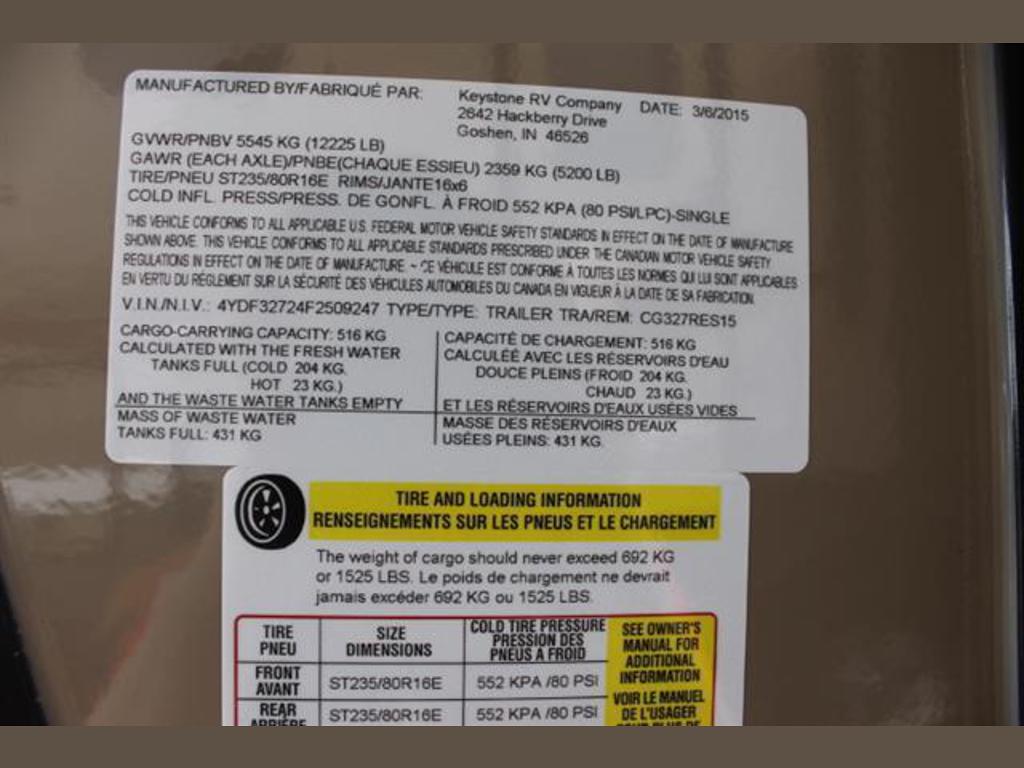 MANUFACTURED BY/FABRIQUÉ PAR: Keystone RV Company DATE: 3/6/2015
2642 Hackberry Drive
Goshen, IN 46526
GVWR/PNBV 5545 KG (12225 LB)
GAWR (EACH AXLE)/PNBE(CHAQUE ESSIEU) 2359 KG (5200 LB)
TIRE/PNEU ST235/80R16E RIMS/JANTE16x6
COLD INFL. PRESS/PRESS. DE GONFL. À FROID 552 KPA (80 PSI/LPC)-SINGLE
THIS VEHICLE CONFORMS TO ALL APPLICABLE U.S. FEDERAL MOTOR VEHICLE SAFETY STANDARDS IN EFFECT ON THE DATE OF MANUFACTURE
SHOWN ABOVE. THIS VEHICLE CONFORMS TO ALL APPLICABLE STANDARDS PRESCRIBED UNDER THE CANADIAN MOTOR VEHICLE SAFETY
REGULATIONS IN EFFECT ON THE DATE OF MANUFACTURE. ~ CE VÉHICULE EST CONFORME À TOUTES LES NORMES QUI LUI SONT APPLICABLES
EN VERTU DU RÈGLEMENT SUR LA SÉCURITÉ DES VÉHICULES AUTOMOBILES DU CANADA EN VIGUEUR À LA DATE DE SA FABRICATION.
V.I.N./N.I.V.: 4YDF32724F2509247 TYPE/TYPE: TRAILER TRA/REM: CG327RES15
CARGO-CARRYING CAPACITY: 516 KG
CALCULATED WITH THE FRESH WATER
TANKS FULL (COLD 204 KG.
HOT 23 KG.)
AND THE WASTE WATER TANKS EMPTY
MASS OF WASTE WATER
TANKS FULL: 431 KG
CAPACITÉ DE CHARGEMENT: 516 KG
CALCULÉE AVEC LES RÉSERVOIRS D'EAU
DOUCE PLEINS (FROID 204 KG.
CHAUD 23 KG.)
ET LES RÉSERVOIRS D'EAUX USÉES VIDES
MASSE DES RÉSERVOIRS D'EAUX
USÉES PLEINS: 431 KG.
TIRE AND LOADING INFORMATION
RENSEIGNEMENTS SUR LES PNEUS ET LE CHARGEMENT
The weight of cargo should never exceed 692 KG
or 1525 LBS. Le poids de chargement ne devrait
jamais excéder 692 KG ou 1525 LBS.
TIRE
PNEU
SIZE
DIMENSIONS
COLD TIRE PRESSURE
PRESSION DES
PNEUS A FROID
FRONT
AVANT
ST235/80R16E
552 KPA /80 PSI
REAR
ARRIÈRE
ST235/80R16E
552 KPA /80 PSI
SEE OWNER'S
MANUAL FOR
ADDITIONAL
INFORMATION
VOIR LE MANUEL
DE L'USAGER